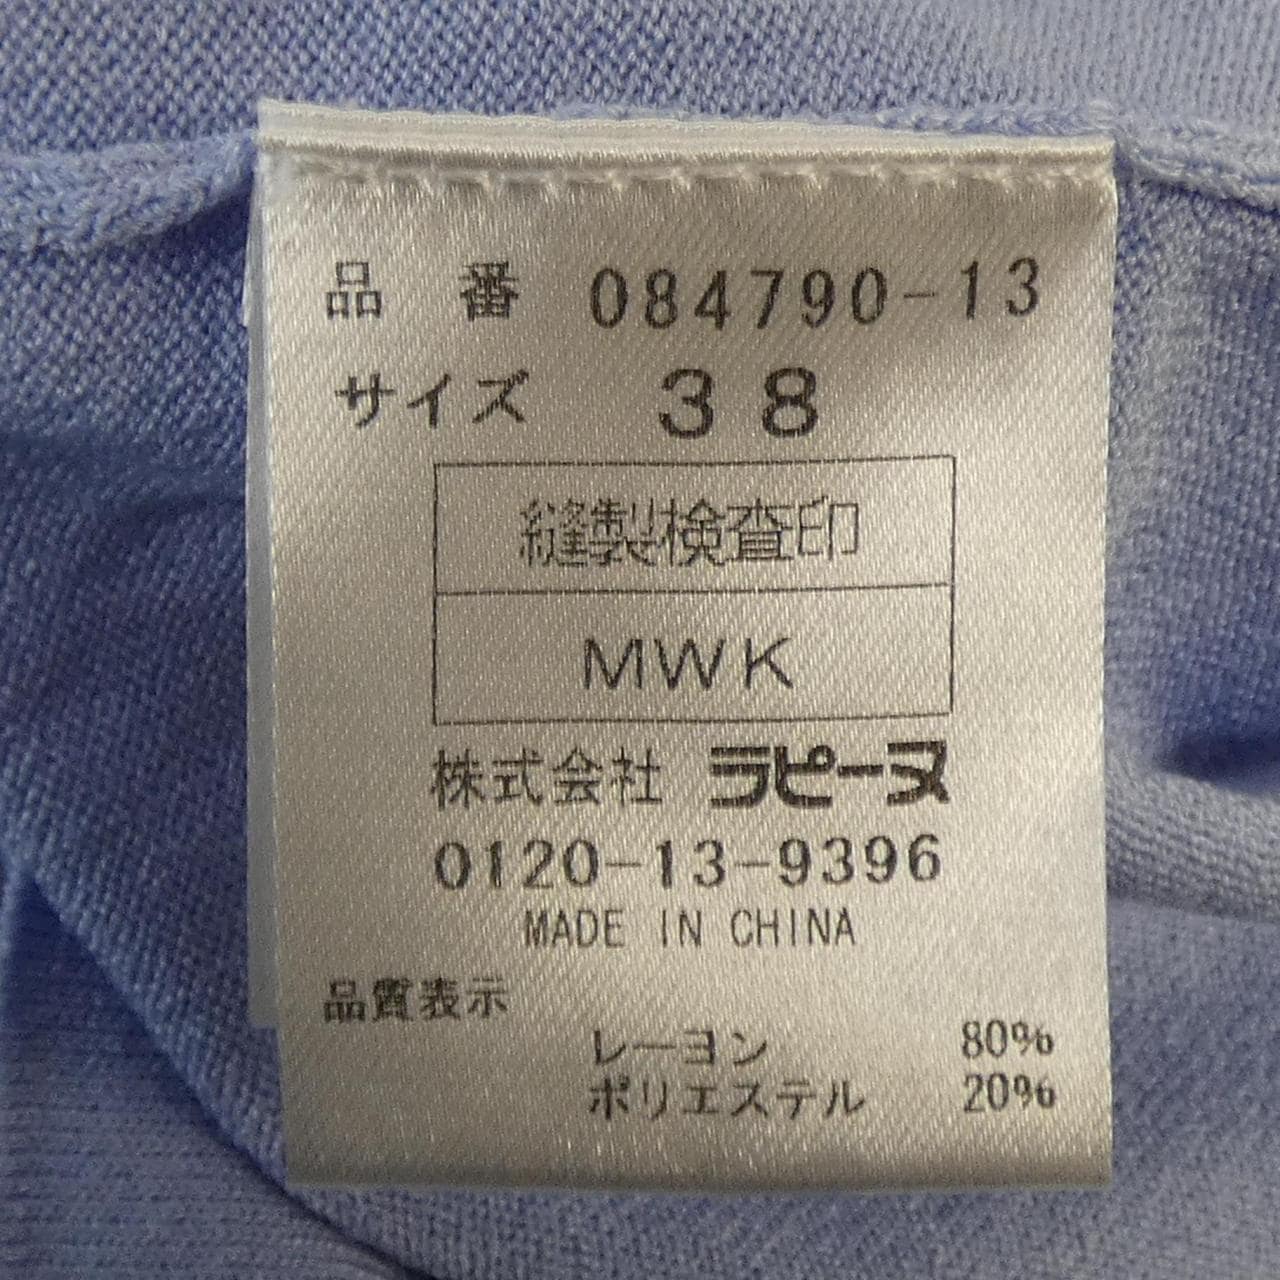 品 番 084790-13
サイズ 38
縫製検査印
MWK
株式会社 ラピーヌ
0120-13-9396
MADE IN CHINA
品質表示
レーヨン 80%
ポリエステル 20%